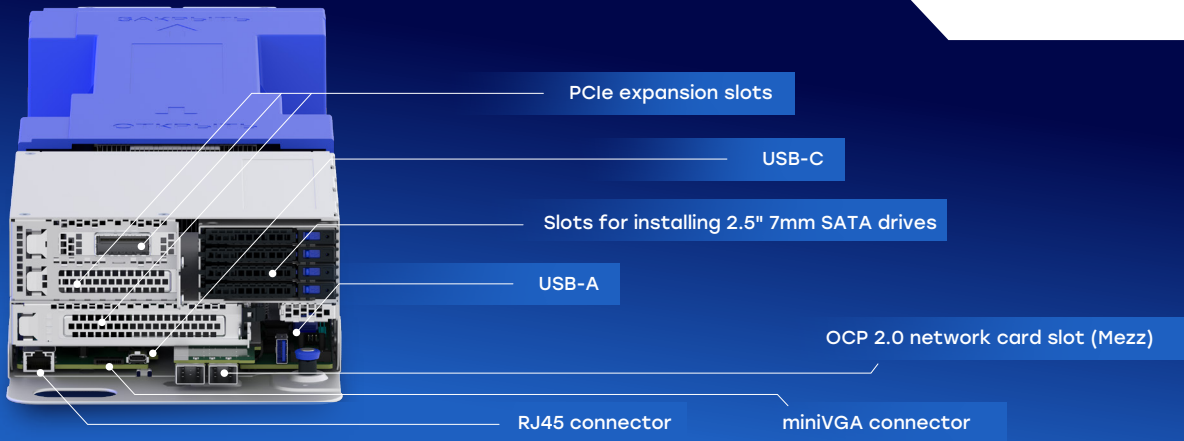 PCIe expansion slots
USB-C
Slots for installing 2.5" 7mm SATA drives
USB-A
OCP 2.0 network card slot (Mezz)
RJ45 connector
miniVGA connector